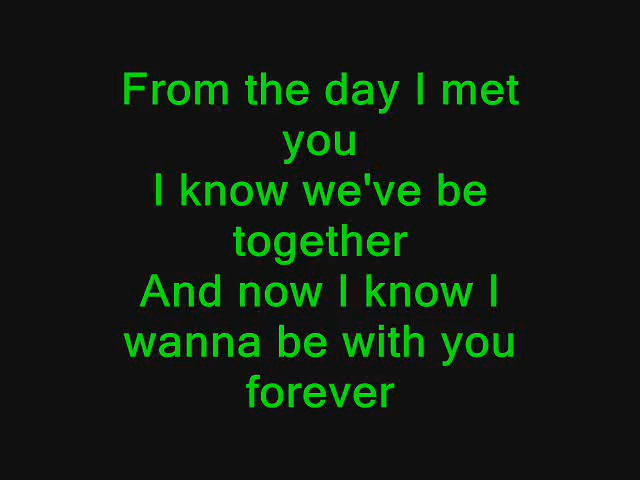 From the day I met
you
I know we've be
together
And now I know I
wanna be with you
forever